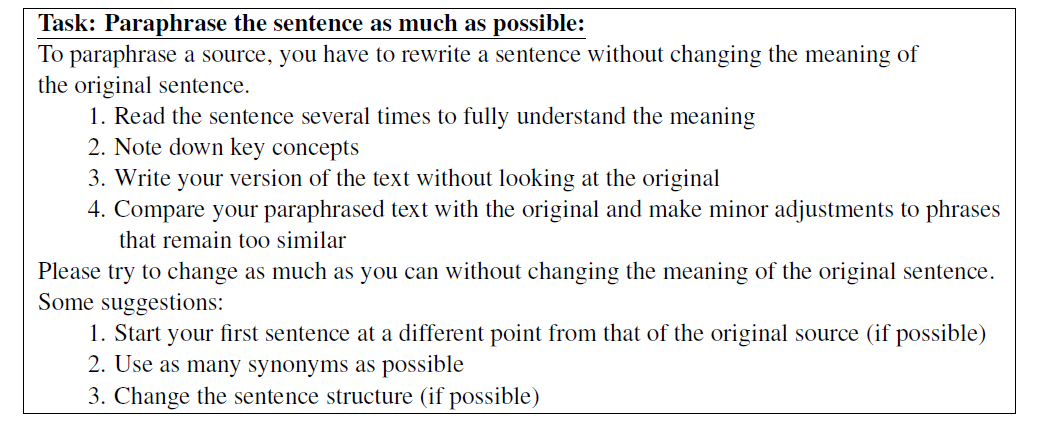 Task: Paraphrase the sentence as much as possible:
To paraphrase a source, you have to rewrite a sentence without changing the meaning of
the original sentence.
1. Read the sentence several times to fully understand the meaning
2. Note down key concepts
3. Write your version of the text without looking at the original
4. Compare your paraphrased text with the original and make minor adjustments to phrases
that remain too similar
Please try to change as much as you can without changing the meaning of the original sentence.
Some suggestions:
1. Start your first sentence at a different point from that of the original source (if possible)
2. Use as many synonyms as possible
3. Change the sentence structure (if possible)